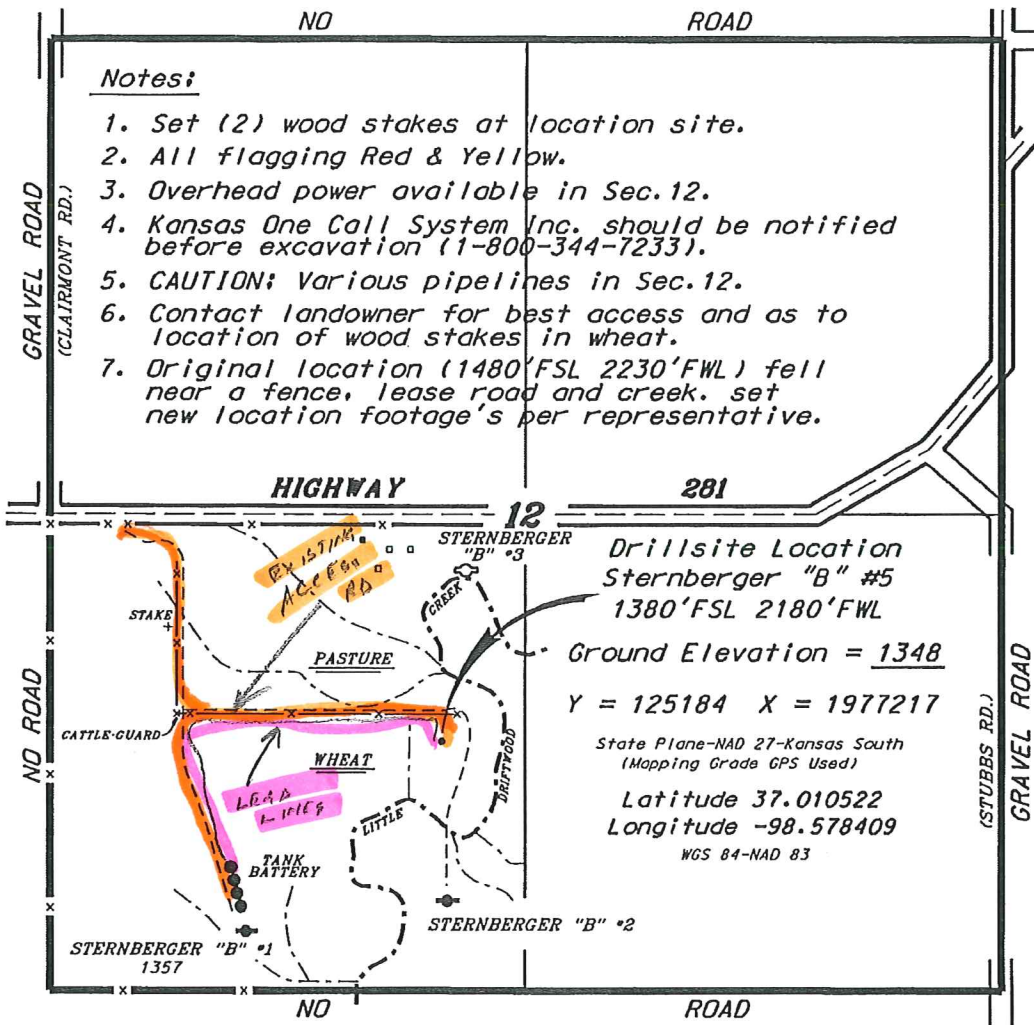 NO ROAD
Notes:
1. Set (2) wood stakes at location site.
2. All flagging Red & Yellow.
3. Overhead power available in Sec.12.
4. Kansas One Call System Inc. should be notified
before excavation (1-800-344-7233).
5. CAUTION: Various pipelines in Sec.12.
6. Contact landowner for best access and as to
location of wood stakes in wheat.
7. Original location (1480'FSL 2230'FWL) fell
near a fence, lease road and creek. set
new location footage's per representative.
GRAVEL ROAD
(CLAIRMONT RD.)
HIGHWAY 281
12
STERNBERGER
"B" #3
EXISTING
ACCESS
RD
CREEK
Drillsite Location
Sternberger "B" #5
1380'FSL 2180'FWL
Ground Elevation = 1348
Y = 125184 X = 1977217
State Plane-NAD 27-Kansas South
(Mapping Grade GPS Used)
Latitude 37.010522
Longitude -98.578409
WGS 84-NAD 83
STAKE
PASTURE
CATTLE-GUARD
WHEAT
LEAD
LINES
DRIFTWOOD
LITTLE
TANK
BATTERY
STERNBERGER "B" #1
1357
STERNBERGER "B" #2
NO ROAD
(STUBBS RD.)
GRAVEL ROAD
NO ROAD